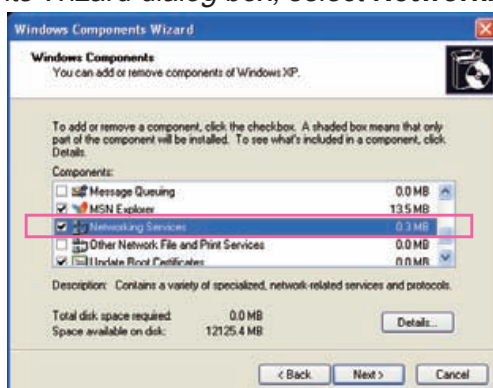 ts Wizard dialog box, select Network
Windows Components Wizard
Windows Components
You can add or remove components of Windows XP.
To add or remove a component, click the checkbox. A shaded box means that only
part of the component will be installed. To see what's included in a component, click
Details.
Components:
Message Queuing 0.0 MB
MSN Explorer 13.5 MB
Networking Services 0.3 MB
Other Network File and Print Services 0.0 MB
Update Root Certificates 0.0 MB
Description: Contains a variety of specialized, network-related services and protocols.
Total disk space required: 0.0 MB
Space available on disk: 12125.4 MB
Details...
< Back Next > Cancel